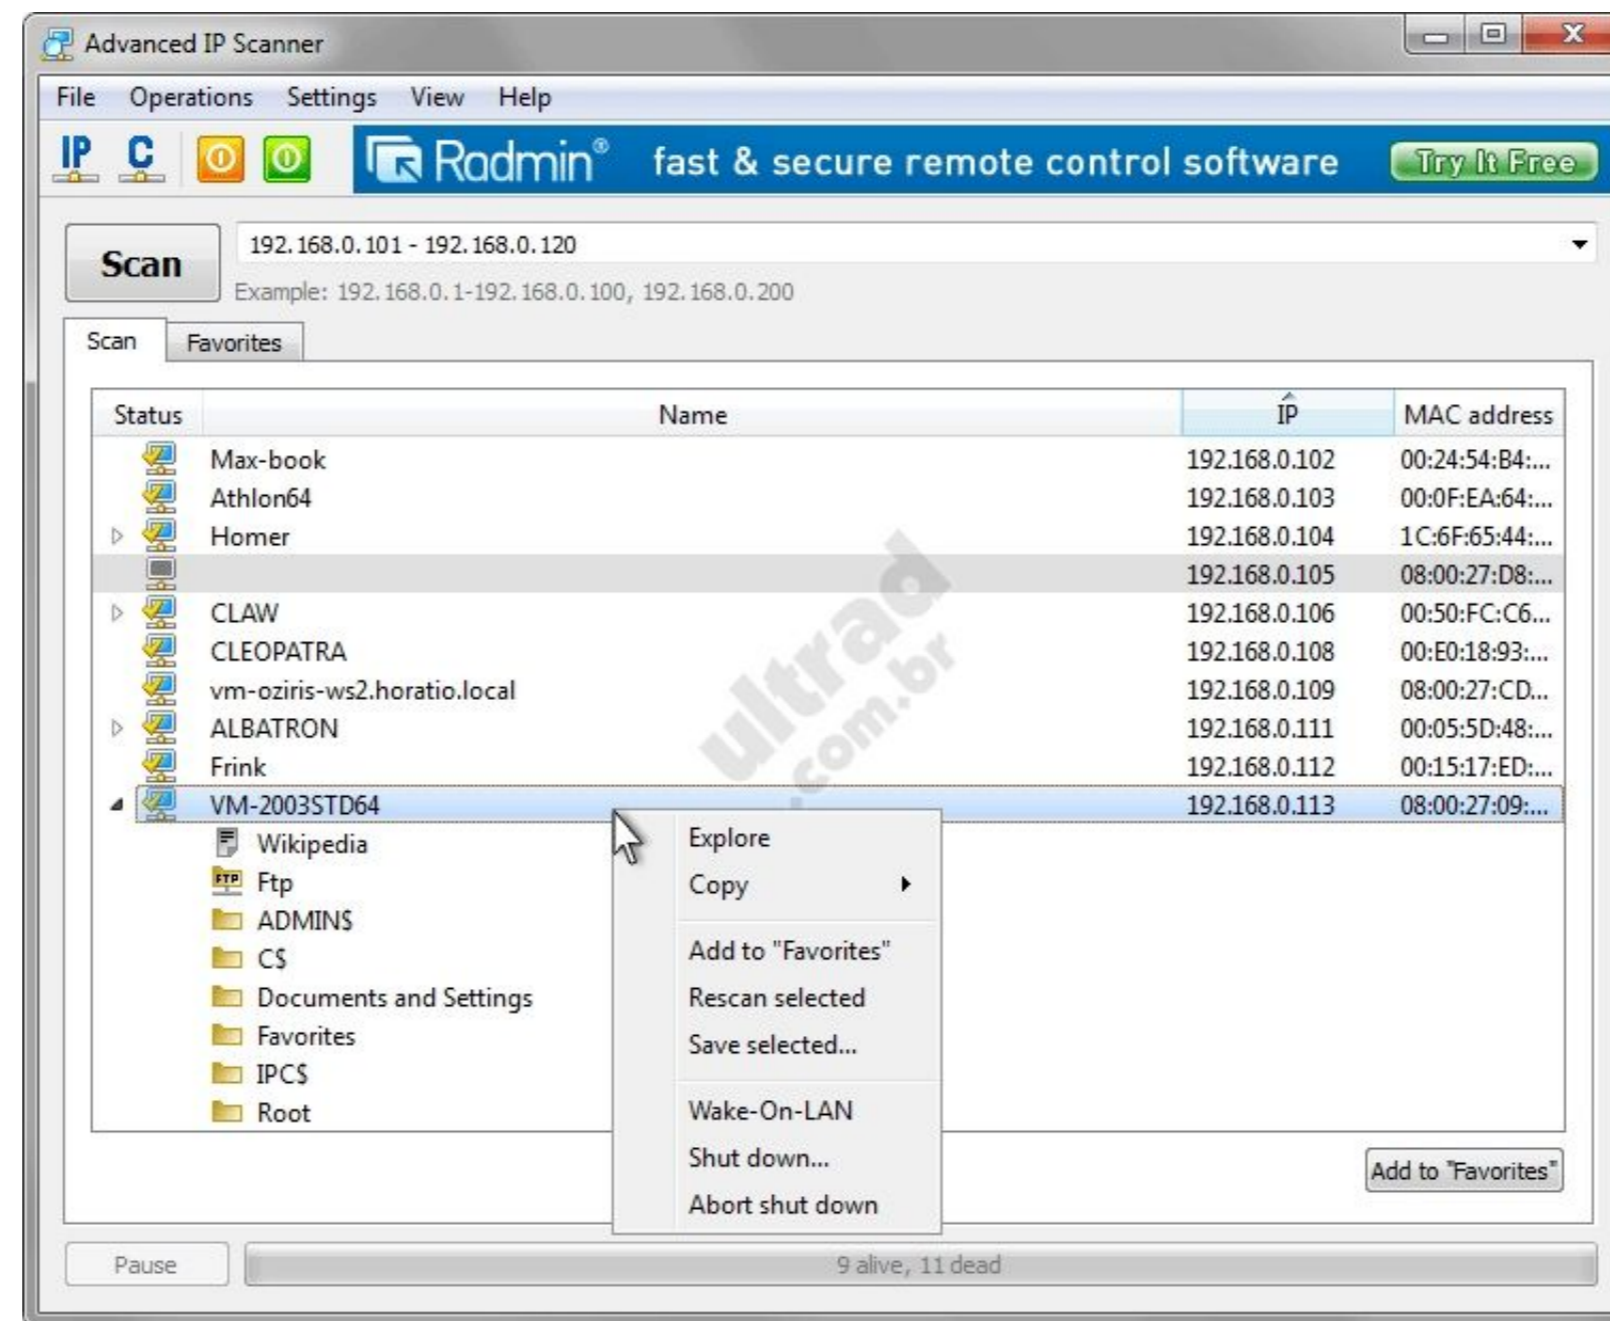 Advanced IP Scanner
File Operations Settings View Help
IP C Radmin® fast & secure remote control software Try It Free
Scan 192.168.0.101 - 192.168.0.120
Example: 192.168.0.1-192.168.0.100, 192.168.0.200
Scan Favorites
Status Name IP MAC address
Max-book 192.168.0.102 00:24:54:B4:...
Athlon64 192.168.0.103 00:0F:EA:64:...
Homer 192.168.0.104 1C:6F:65:44:...
192.168.0.105 08:00:27:D8:...
CLAW 192.168.0.106 00:50:FC:C6...
CLEOPATRA 192.168.0.108 00:E0:18:93:...
vm-oziris-ws2.horatio.local 192.168.0.109 08:00:27:CD...
ALBATRON 192.168.0.111 00:05:5D:48:...
Frink 192.168.0.112 00:15:17:ED:...
VM-2003STD64 192.168.0.113 08:00:27:09:...
Wikipedia
FTP Ftp
ADMIN$
C$
Documents and Settings
Favorites
IPC$
Root
Explore
Copy
Add to "Favorites"
Rescan selected
Save selected...
Wake-On-LAN
Shut down...
Abort shut down
Add to "Favorites"
Pause 9 alive, 11 dead
ultrad
.com.br